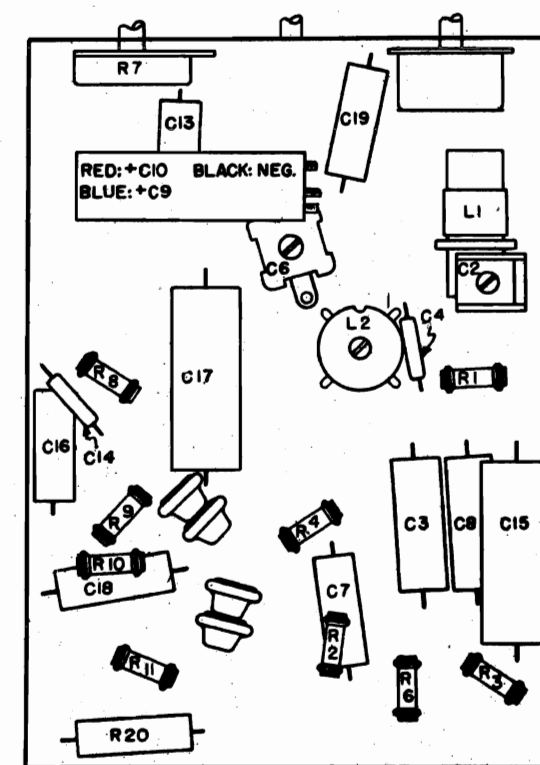 R7
C13
C19
RED:+C10 BLACK: NEG.
BLUE:+C9
L1
C6
C2
L2
C4
R8
C17
R1
C16
C14
R9
R4
C3
C8
C15
R10
C18
C7
R2
R11
R6
R3
R20